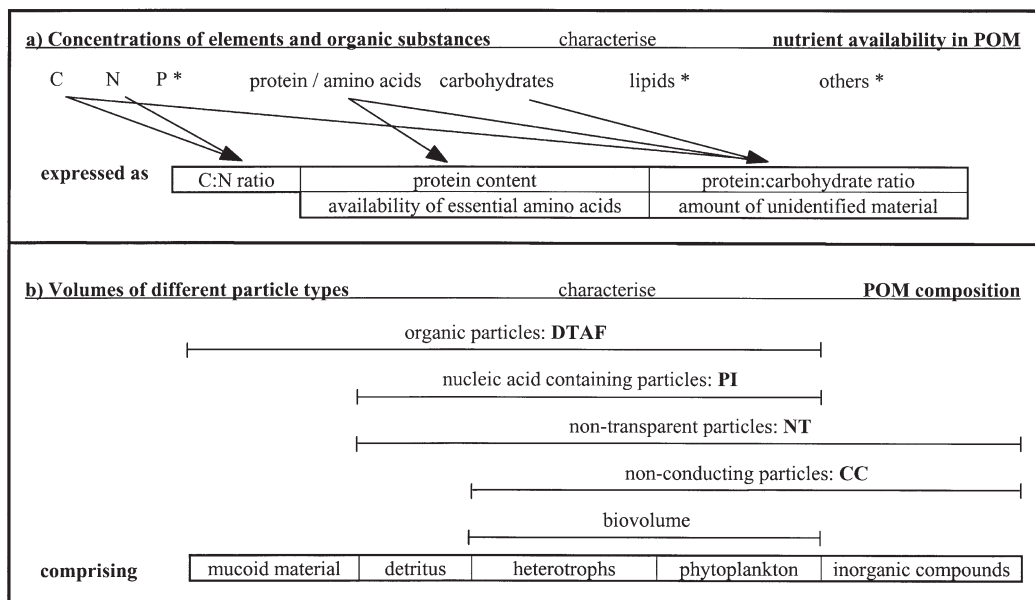 a) Concentrations of elements and organic substances characterise nutrient availability in POM
C N P * protein / amino acids carbohydrates lipids * others *
expressed as C:N ratio protein content protein:carbohydrate ratio
availability of essential amino acids amount of unidentified material
b) Volumes of different particle types characterise POM composition
organic particles: DTAF
nucleic acid containing particles: PI
non-transparent particles: NT
non-conducting particles: CC
biovolume
comprising mucoid material detritus heterotrophs phytoplankton inorganic compounds